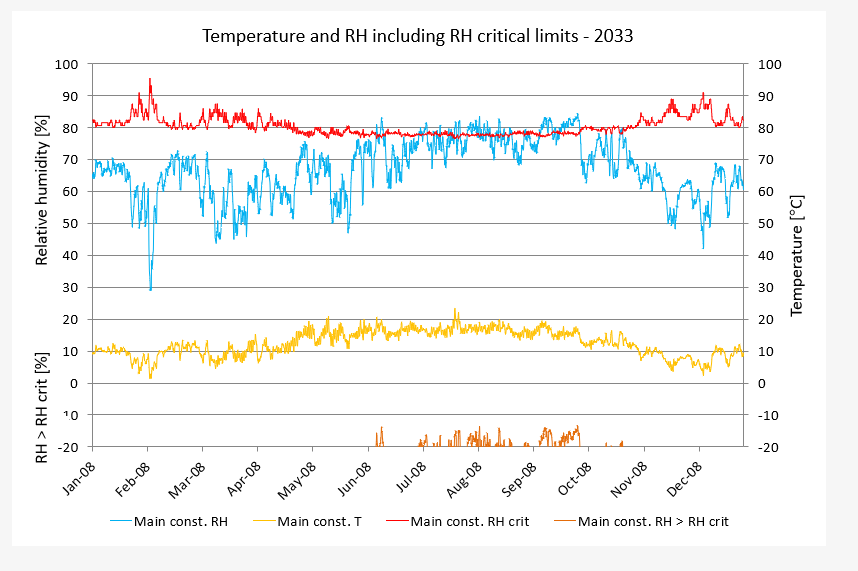 Temperature and RH including RH critical limits - 2033
Relative humidity [%]
RH > RH crit [%]
100
90
80
70
60
50
40
30
20
10
0
-10
-20
100
90
80
70
60
50
40
30
20
10
0
-10
-20
Temperature [°C]
Jan-08
Feb-08
Mar-08
Apr-08
May-08
Jun-08
Jul-08
Aug-08
Sep-08
Oct-08
Nov-08
Dec-08
Main const. RH
Main const. T
Main const. RH crit
Main const. RH > RH crit